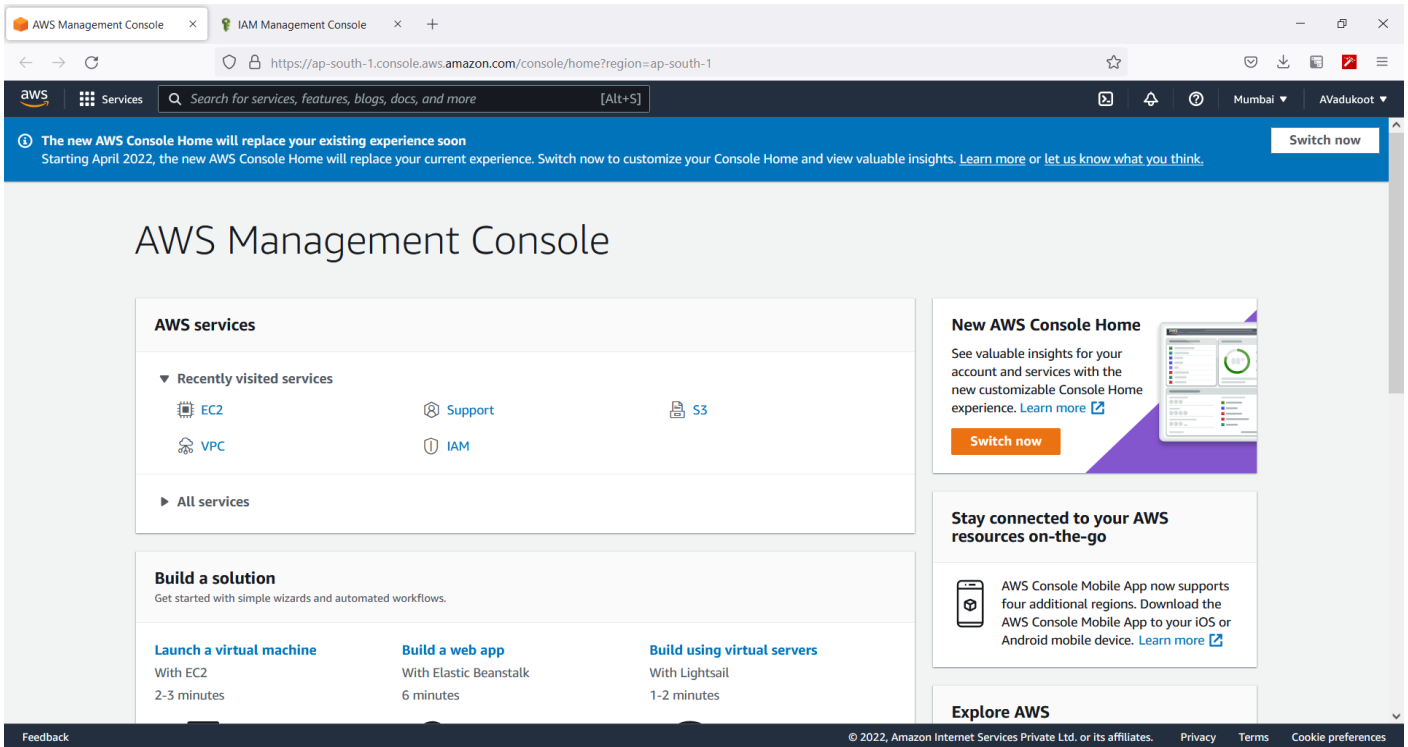 AWS Management Console
IAM Management Console
https://ap-south-1.console.aws.amazon.com/console/home?region=ap-south-1
aws
Services
Search for services, features, blogs, docs, and more
[Alt+S]
Mumbai
AVadukoot
The new AWS Console Home will replace your existing experience soon
Starting April 2022, the new AWS Console Home will replace your current experience. Switch now to customize your Console Home and view valuable insights. Learn more or let us know what you think.
Switch now
AWS Management Console
AWS services
Recently visited services
EC2
Support
S3
VPC
IAM
All services
Build a solution
Get started with simple wizards and automated workflows.
Launch a virtual machine
With EC2
2-3 minutes
Build a web app
With Elastic Beanstalk
6 minutes
Build using virtual servers
With Lightsail
1-2 minutes
New AWS Console Home
See valuable insights for your
account and services with the
new customizable Console Home
experience. Learn more
Switch now
Stay connected to your AWS
resources on-the-go
AWS Console Mobile App now supports
four additional regions. Download the
AWS Console Mobile App to your iOS or
Android mobile device. Learn more
Explore AWS
Feedback
© 2022, Amazon Internet Services Private Ltd. or its affiliates.
Privacy
Terms
Cookie preferences